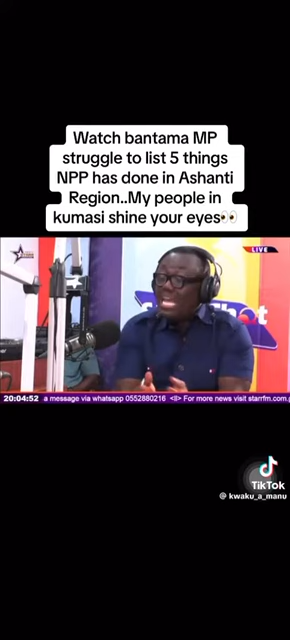 Watch bantama MP
struggle to list 5 things
NPP has done in Ashanti
Region..My people in
kumasi shine your eyes👀
LIVE
20:04:52 a message via whatsapp 0552880216 <||> For more news visit starrfm.com.g
TikTok
@ kwaku_a_manu